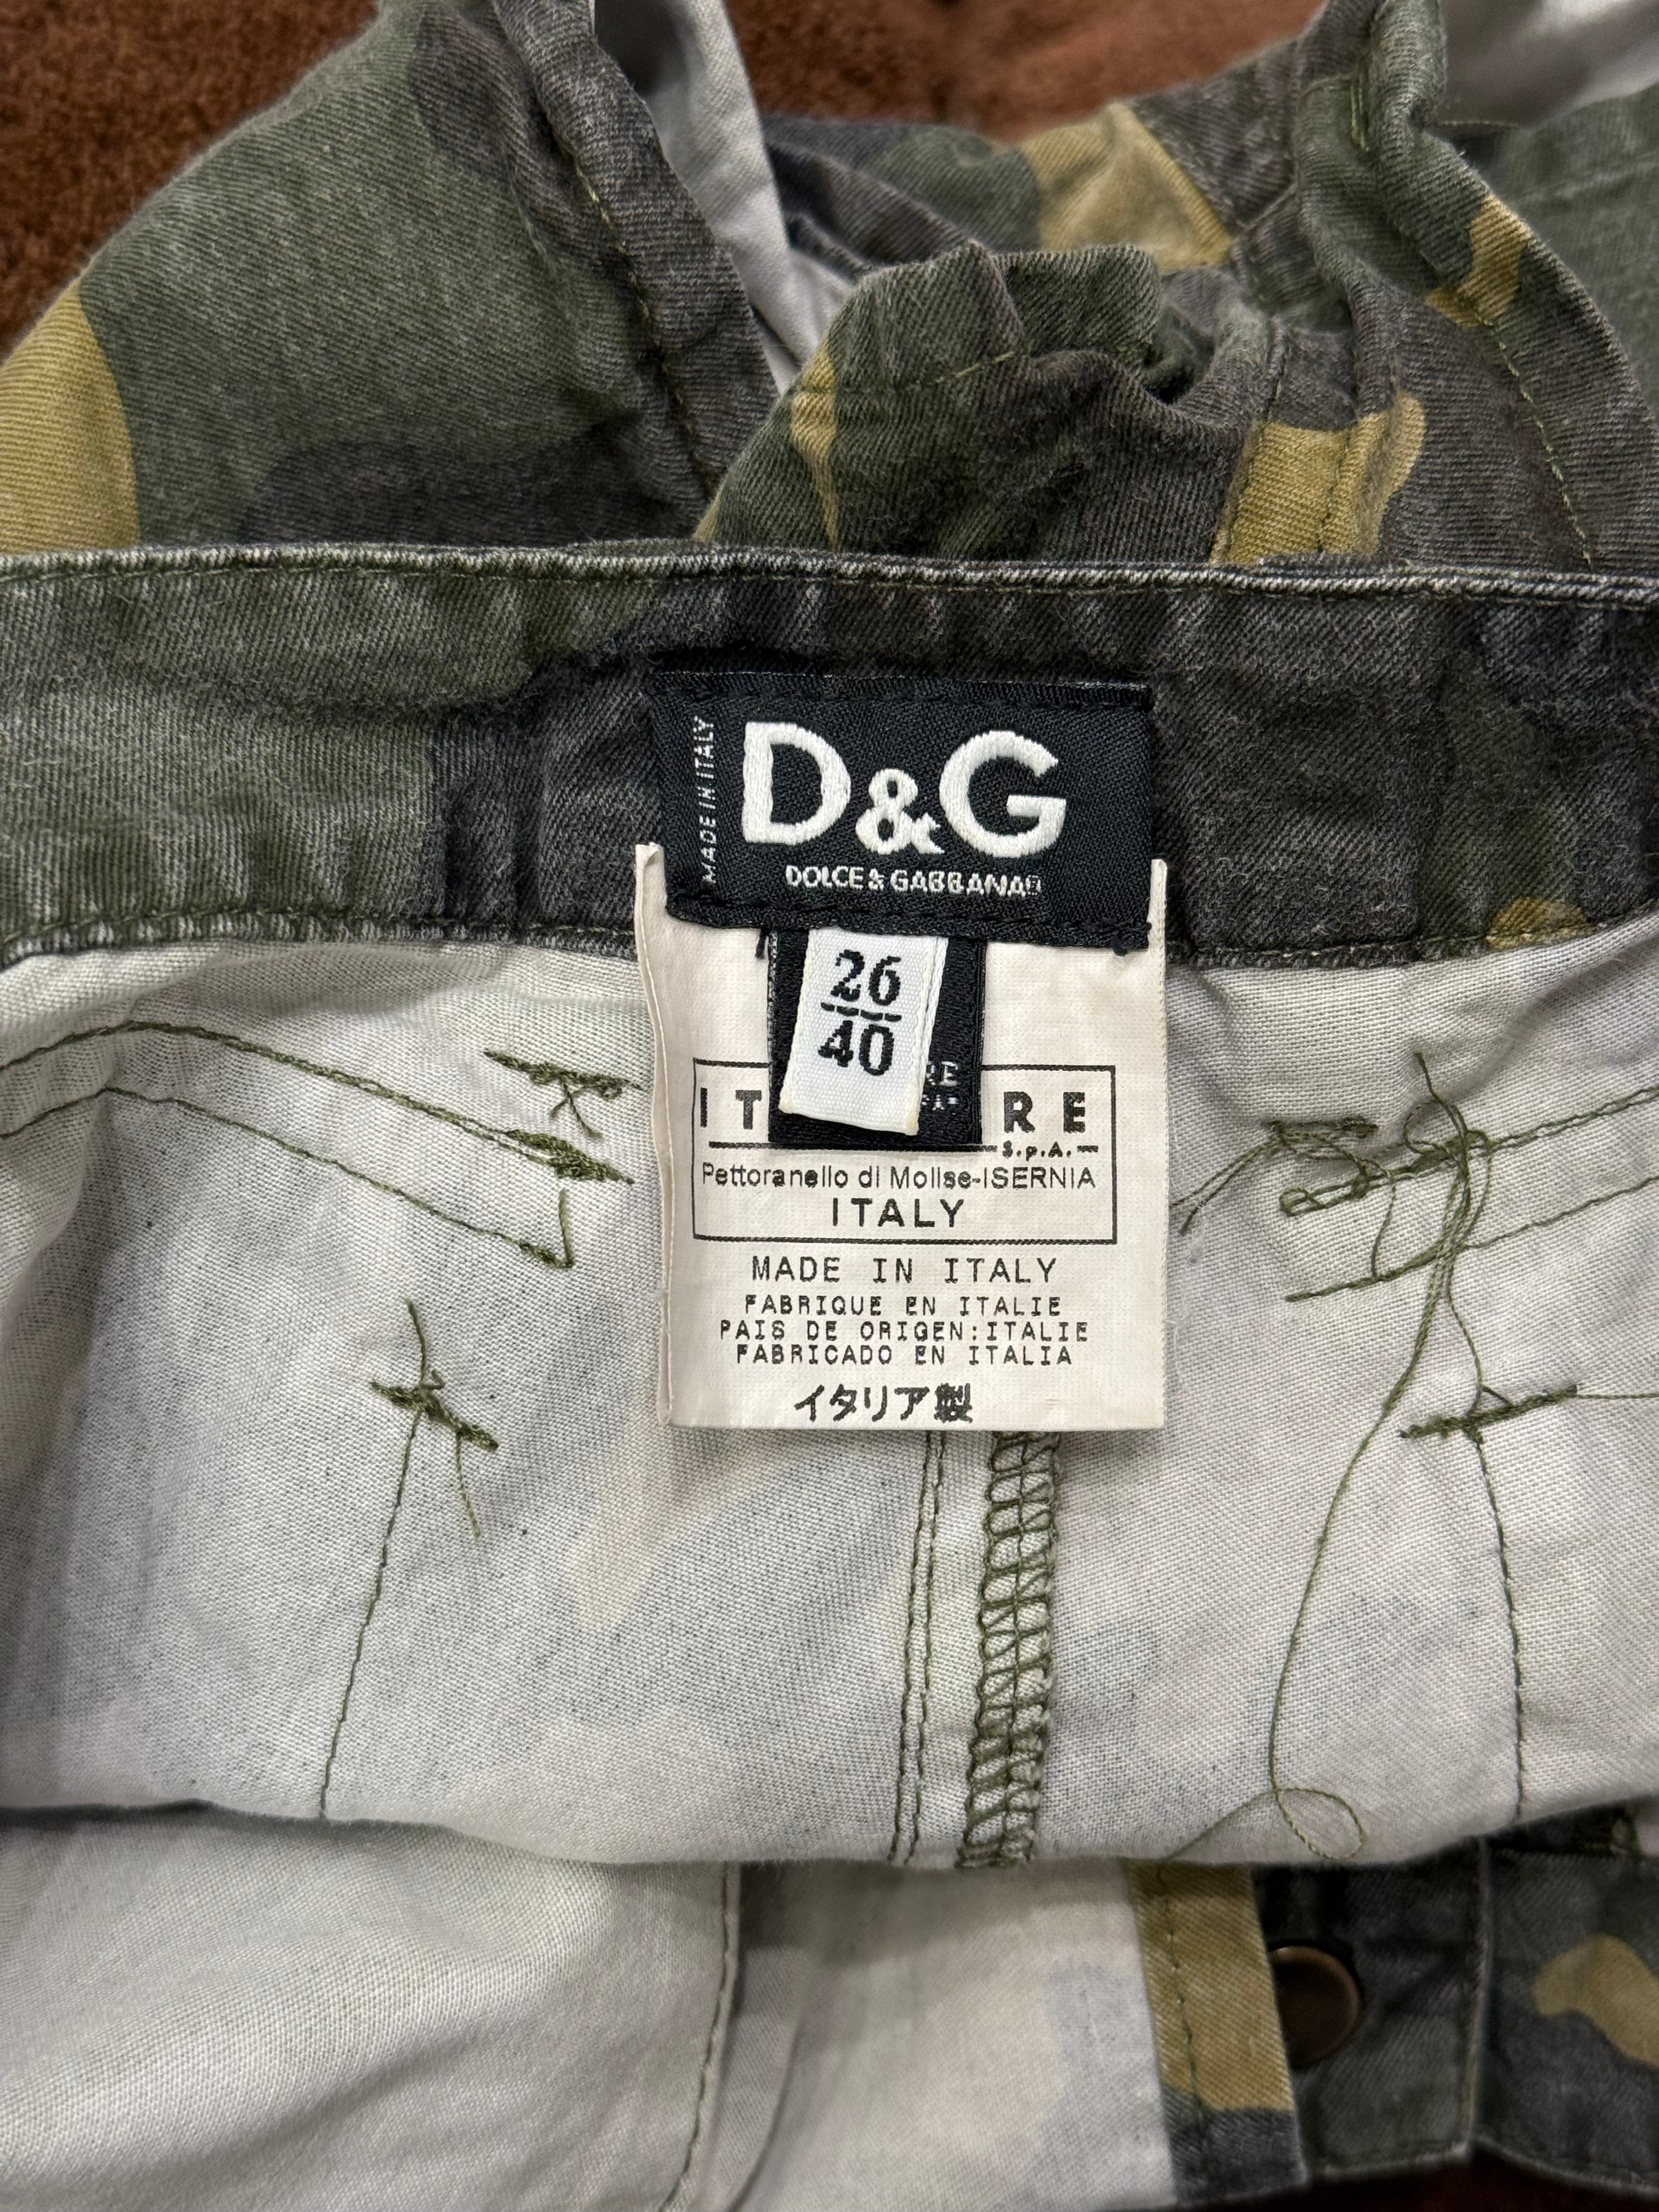 MADE IN ITALY
D&G
DOLCE & GABBANA®
26
40
S.p.A.
Pettoranello di Molise-ISERNIA
ITALY
MADE IN ITALY
FABRIQUE EN ITALIE
PAIS DE ORIGEN:ITALIE
FABRICADO EN ITALIA
イタリア製